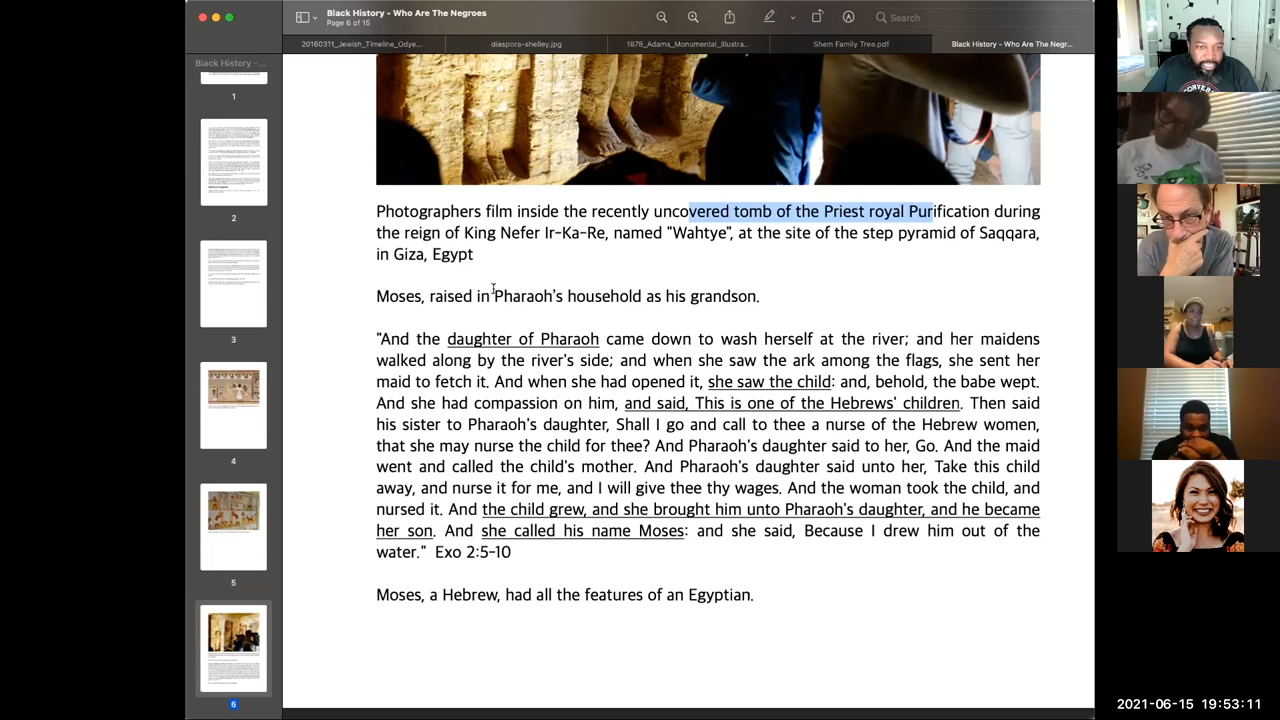 Black History - Who Are The Negroes
Page 6 of 15
Search
20160311_Jewish_Timeline_Odye...
diaspora-shelley.jpg
1878_Adams_Monumental_Illustra...
Shem Family Tree.pdf
Black History - Who Are The Negr...
Black History -...
1
2
3
4
5
6
Photographers film inside the recently uncovered tomb of the Priest royal Purification during
the reign of King Nefer Ir-Ka-Re, named "Wahtye", at the site of the step pyramid of Saqqara,
in Giza, Egypt
Moses, raised in Pharaoh's household as his grandson.
"And the daughter of Pharaoh came down to wash herself at the river; and her maidens
walked along by the river's side; and when she saw the ark among the flags, she sent her
maid to fetch it. And when she had opened it, she saw the child: and, behold, the babe wept.
And she had compassion on him, and said, This is one of the Hebrews' children. Then said
his sister to Pharaoh's daughter, Shall I go and call to thee a nurse of the Hebrew women,
that she may nurse the child for thee? And Pharaoh's daughter said to her, Go. And the maid
went and called the child's mother. And Pharaoh's daughter said unto her, Take this child
away, and nurse it for me, and I will give thee thy wages. And the woman took the child, and
nursed it. And the child grew, and she brought him unto Pharaoh's daughter, and he became
her son. And she called his name Moses: and she said, Because I drew him out of the
water." Exo 2:5-10
Moses, a Hebrew, had all the features of an Egyptian.
2021-06-15 19:53:11